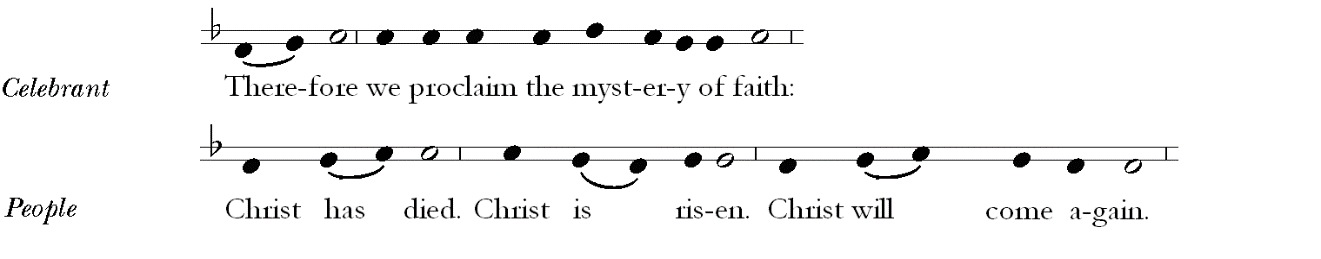 Celebrant There-fore we proclaim the myst-er-y of faith:
People Christ has died. Christ is ris-en. Christ will come a-gain.